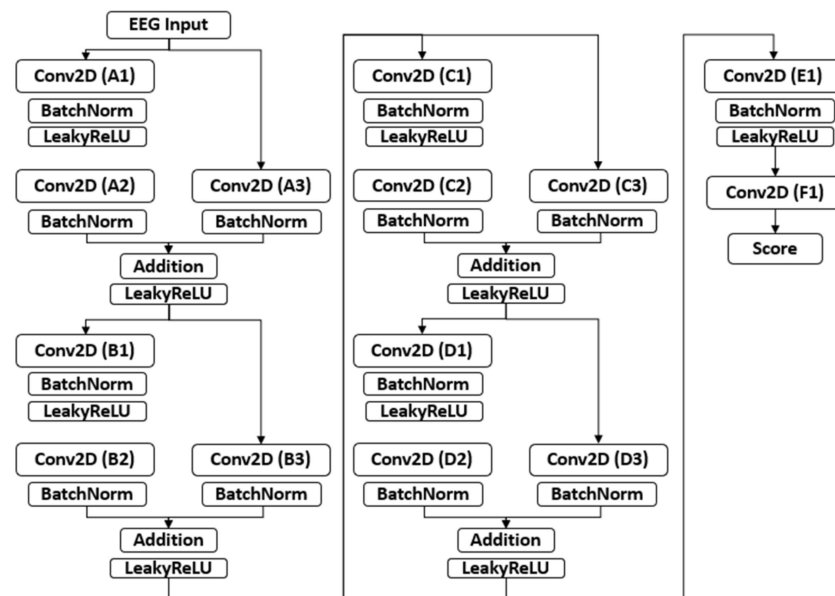 EEG Input
Conv2D (A1)
BatchNorm
LeakyReLU
Conv2D (A2)
Conv2D (A3)
BatchNorm
BatchNorm
Addition
LeakyReLU
Conv2D (B1)
BatchNorm
LeakyReLU
Conv2D (B2)
Conv2D (B3)
BatchNorm
BatchNorm
Addition
LeakyReLU
Conv2D (C1)
BatchNorm
LeakyReLU
Conv2D (C2)
Conv2D (C3)
BatchNorm
BatchNorm
Addition
LeakyReLU
Conv2D (D1)
BatchNorm
LeakyReLU
Conv2D (D2)
Conv2D (D3)
BatchNorm
BatchNorm
Addition
LeakyReLU
Conv2D (E1)
BatchNorm
LeakyReLU
Conv2D (F1)
Score